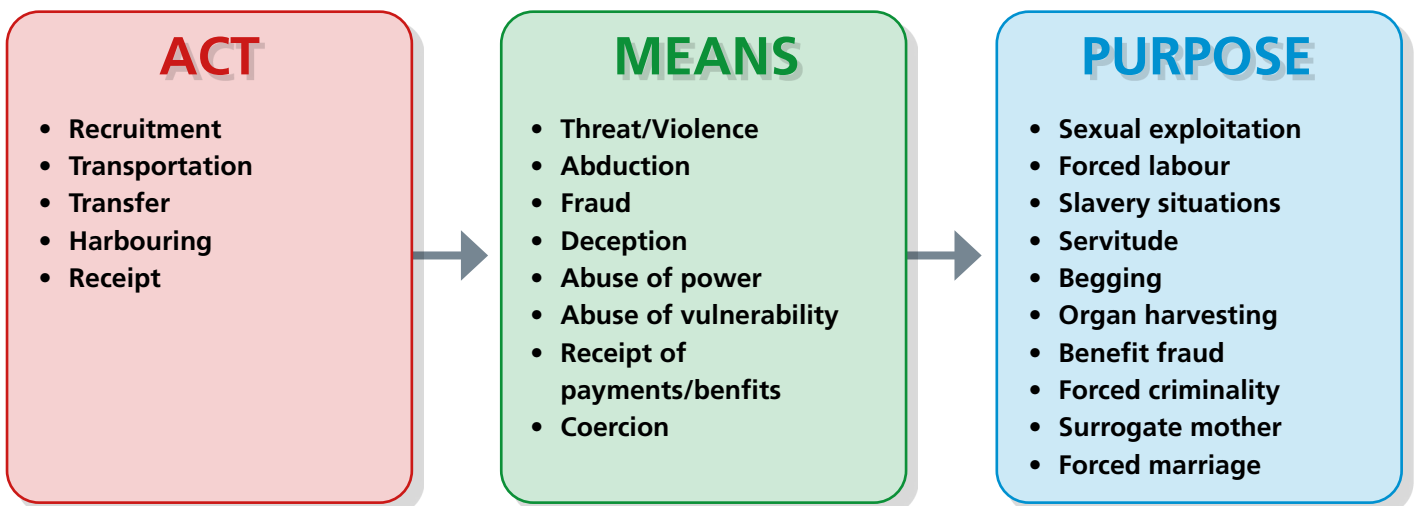 ACT
• Recruitment
• Transportation
• Transfer
• Harbouring
• Receipt
MEANS
• Threat/Violence
• Abduction
• Fraud
• Deception
• Abuse of power
• Abuse of vulnerability
• Receipt of
payments/benfits
• Coercion
PURPOSE
• Sexual exploitation
• Forced labour
• Slavery situations
• Servitude
• Begging
• Organ harvesting
• Benefit fraud
• Forced criminality
• Surrogate mother
• Forced marriage